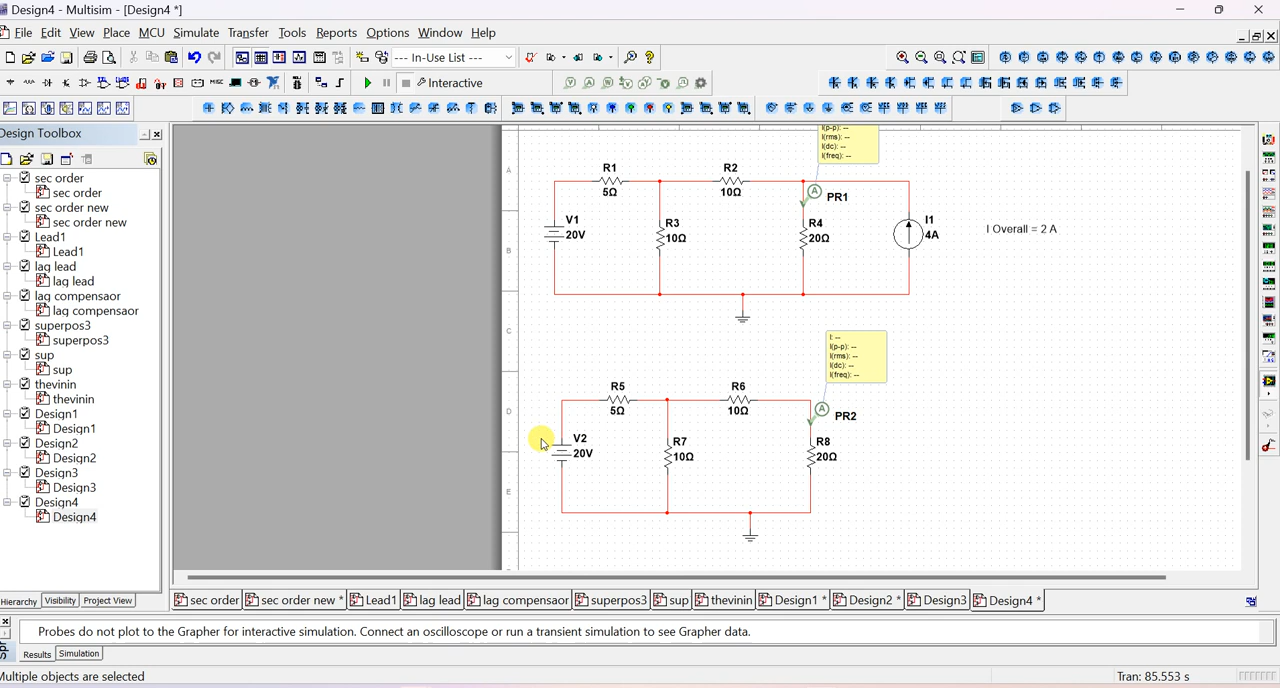 Design4 - Multisim - [Design4 *]
File Edit View Place MCU Simulate Transfer Tools Reports Options Window Help
--- In-Use List ---
Interactive
Design Toolbox
sec order
sec order
sec order new
sec order new
Lead1
Lead1
lag lead
lag lead
lag compensaor
lag compensaor
superpos3
superpos3
sup
sup
thevinin
thevinin
Design1
Design1
Design2
Design2
Design3
Design3
Design4
Design4
Hierarchy Visibility Project View
I(p-p): --
I(rms): --
I(dc): --
I(freq): --
A
B
C
D
E
R1
5Ω
R2
10Ω
A
PR1
V1
20V
R3
10Ω
R4
20Ω
I1
4A
I Overall = 2 A
I: --
I(p-p): --
I(rms): --
I(dc): --
I(freq): --
R5
5Ω
R6
10Ω
A
PR2
V2
20V
R7
10Ω
R8
20Ω
sec order sec order new * Lead1 lag lead lag compensaor superpos3 sup thevinin Design1 * Design2 * Design3 Design4 *
Probes do not plot to the Grapher for interactive simulation. Connect an oscilloscope or run a transient simulation to see Grapher data.
Results Simulation
Multiple objects are selected
Tran: 85.553 s